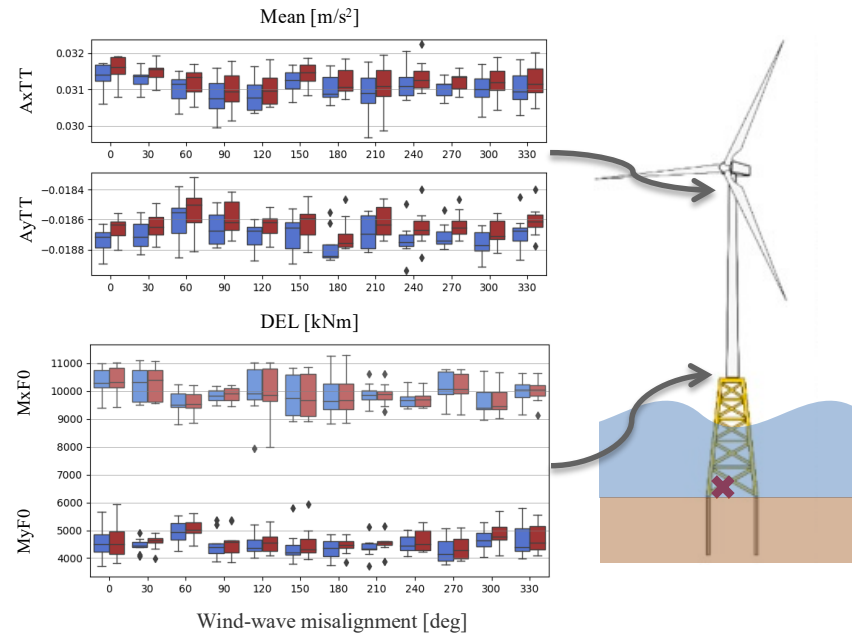 Mean [m/s²]
AxTT
0.032
0.031
0.030
0 30 60 90 120 150 180 210 240 270 300 330
AyTT
−0.0184
−0.0186
−0.0188
0 30 60 90 120 150 180 210 240 270 300 330
DEL [kNm]
MxF0
MyF0
11000
10000
9000
8000
7000
6000
5000
4000
0 30 60 90 120 150 180 210 240 270 300 330
Wind-wave misalignment [deg]